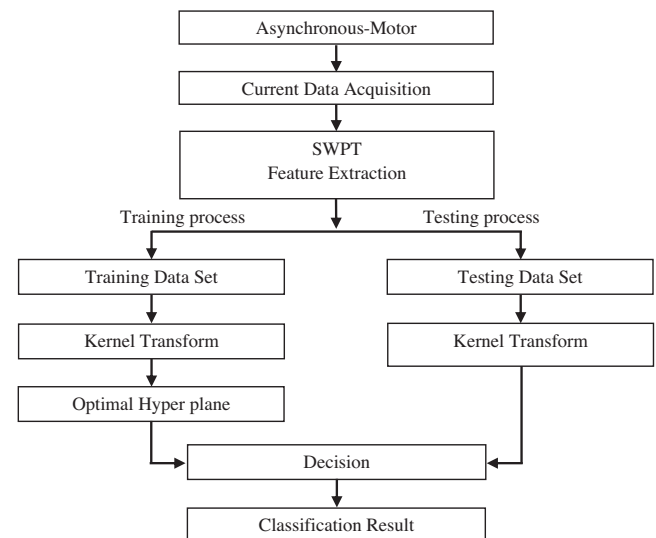 Asynchronous-Motor
Current Data Acquisition
SWPT
Feature Extraction
Training process
Testing process
Training Data Set
Testing Data Set
Kernel Transform
Kernel Transform
Optimal Hyper plane
Decision
Classification Result